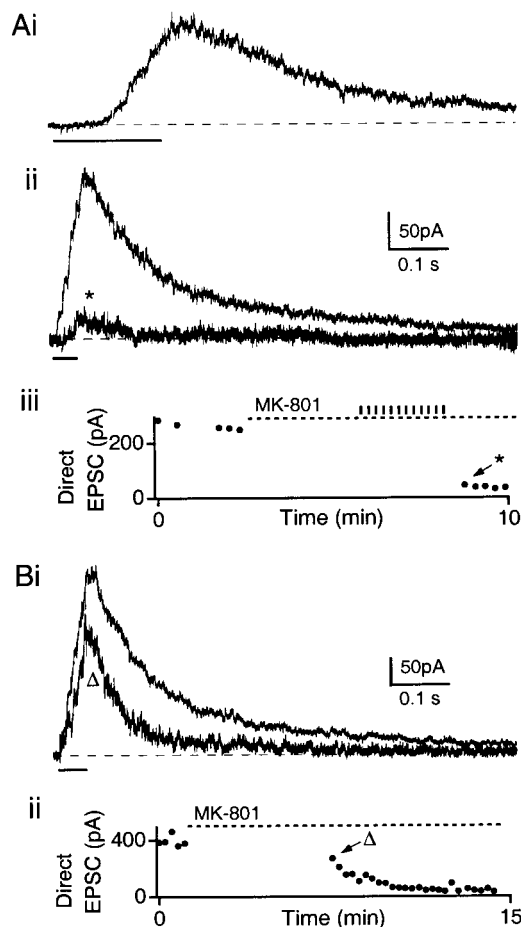 Ai
ii
50pA
0.1 s
*
iii
MK-801
200
0
Direct
EPSC (pA)
*
0
Time (min)
10
Bi
50pA
0.1 s
Δ
ii
MK-801
400
0
Direct
EPSC (pA)
Δ
0
Time (min)
15